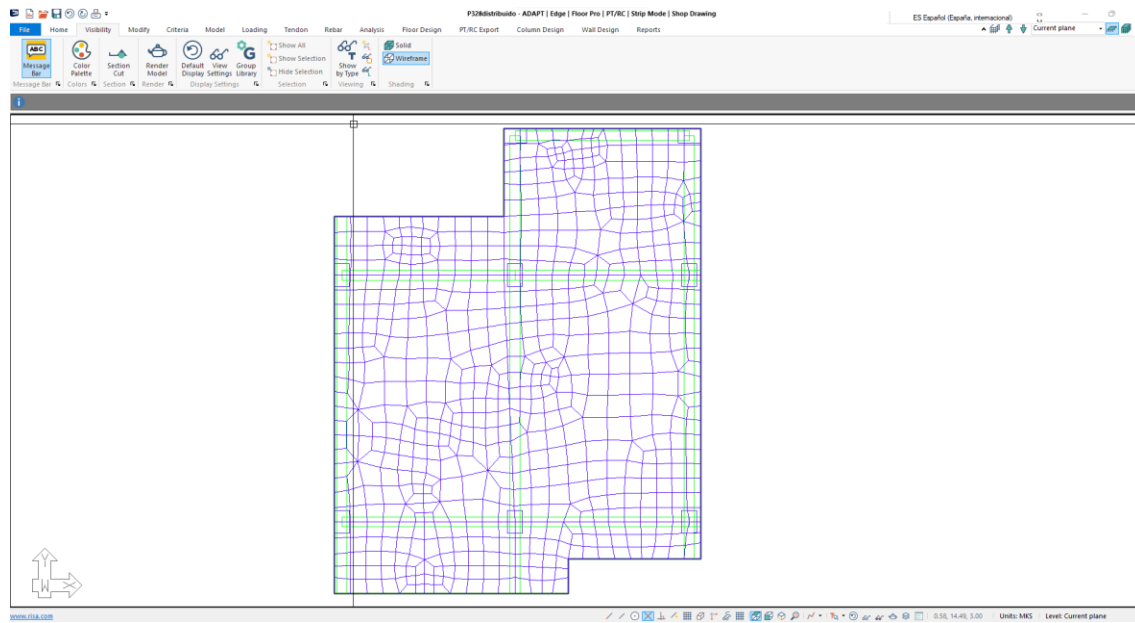 P328distribuido - ADAPT | Edge | Floor Pro | PT/RC | Strip Mode | Shop Drawing
ES Español (España, internacional)
File Home Visibility Modify Criteria Model Loading Tendon Rebar Analysis Floor Design PT/RC Export Column Design Wall Design Reports
Current plane
ABC
Message Bar
Color Palette
Section Cut
Render Model
Default Display
View Settings
Group Library
Show All
Show Selection
Hide Selection
Show by Type
Solid
Wireframe
Message Bar Colors Section Render Display Settings Selection Viewing Shading
Y
W X
www.risa.com
0.58, 14.49, 3.00 Units: MKS Level: Current plane